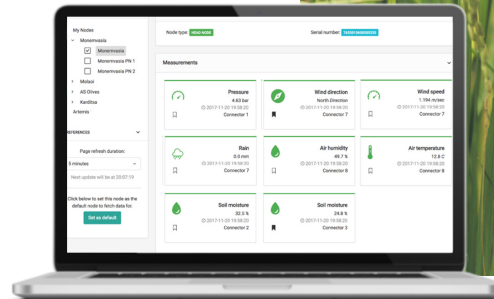 My Nodes
Monemvasia
Monemvasia
Monemvasia PN 1
Monemvasia PN 2
Molaoi
AS Olives
Kanditsa
Artemis
REFERENCES
Page refresh duration:
5 minutes
Next update will be at 20:07:19
Click below to set this node as the
default node to fetch data for.
Set as default
Node type: HEAD NODE
Serial number:
Measurements
Pressure
4.63 bar
2017-11-20 19:58:20
Connector 1
Wind direction
North Direction
2017-11-20 19:58:20
Connector 7
Wind speed
1.194 m/sec
2017-11-20 19:58:20
Connector 7
Rain
0.0 mm
2017-11-20 19:58:20
Connector 7
Air humidity
49.7 %
2017-11-20 19:58:20
Connector 8
Air temperature
13.8 C
2017-11-20 19:58:20
Connector 8
Soil moisture
32.5 %
2017-11-20 19:58:20
Connector 2
Soil moisture
24.8 %
2017-11-20 19:58:20
Connector 2